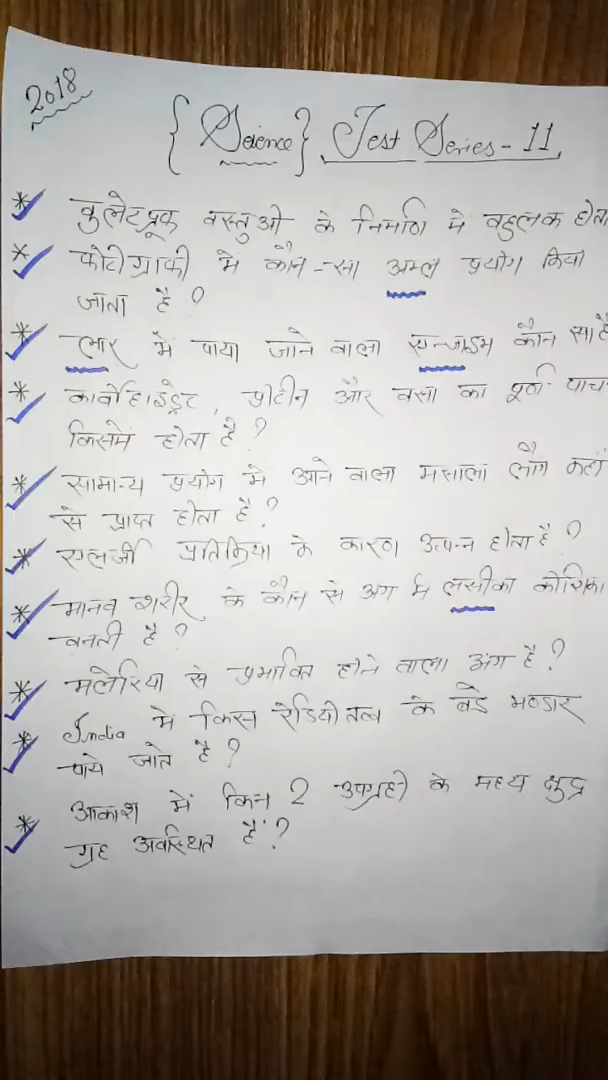 2018
{ Science } Test Series - 11
* बुलेटप्रूक वस्तुओ के निर्माण मे बहुलक होता
* फोटोग्राफी में कौन-सा अम्ल प्रयोग किया
जाता है ?
* लार में पाया जाने वाला एन्जाइम कौन सा है
* कार्बोहाइड्रेट, प्रोटीन और वसा का पूर्ण पाच
किसमें होता है ?
* सामान्य प्रयोग मे आने वाला मसाला लौंग कहाँ
से प्राप्त होता है ?
* एलर्जी प्रतिक्रिया के कारण उत्पन्न होता है ?
* मानव शरीर के कौन से अंग में लसीका कोशिका
बनती है ?
* मलेरिया से प्रभावित होने वाला अंग है ?
* India मे किस रेडियोतत्व के बडे भण्डार
पाये जाते है ?
* आकाश में किन 2 उपग्रहो के मध्य क्षुद्र
ग्रह अवस्थित हैं ?